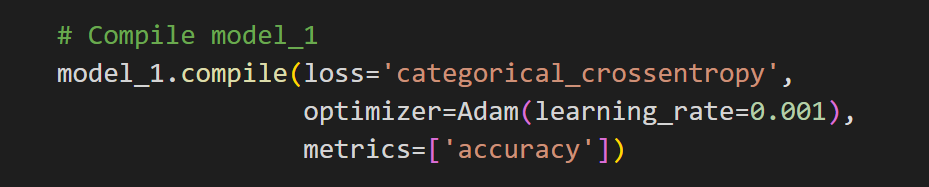 # Compile model_1
model_1.compile(loss='categorical_crossentropy',
                optimizer=Adam(learning_rate=0.001),
                metrics=['accuracy'])